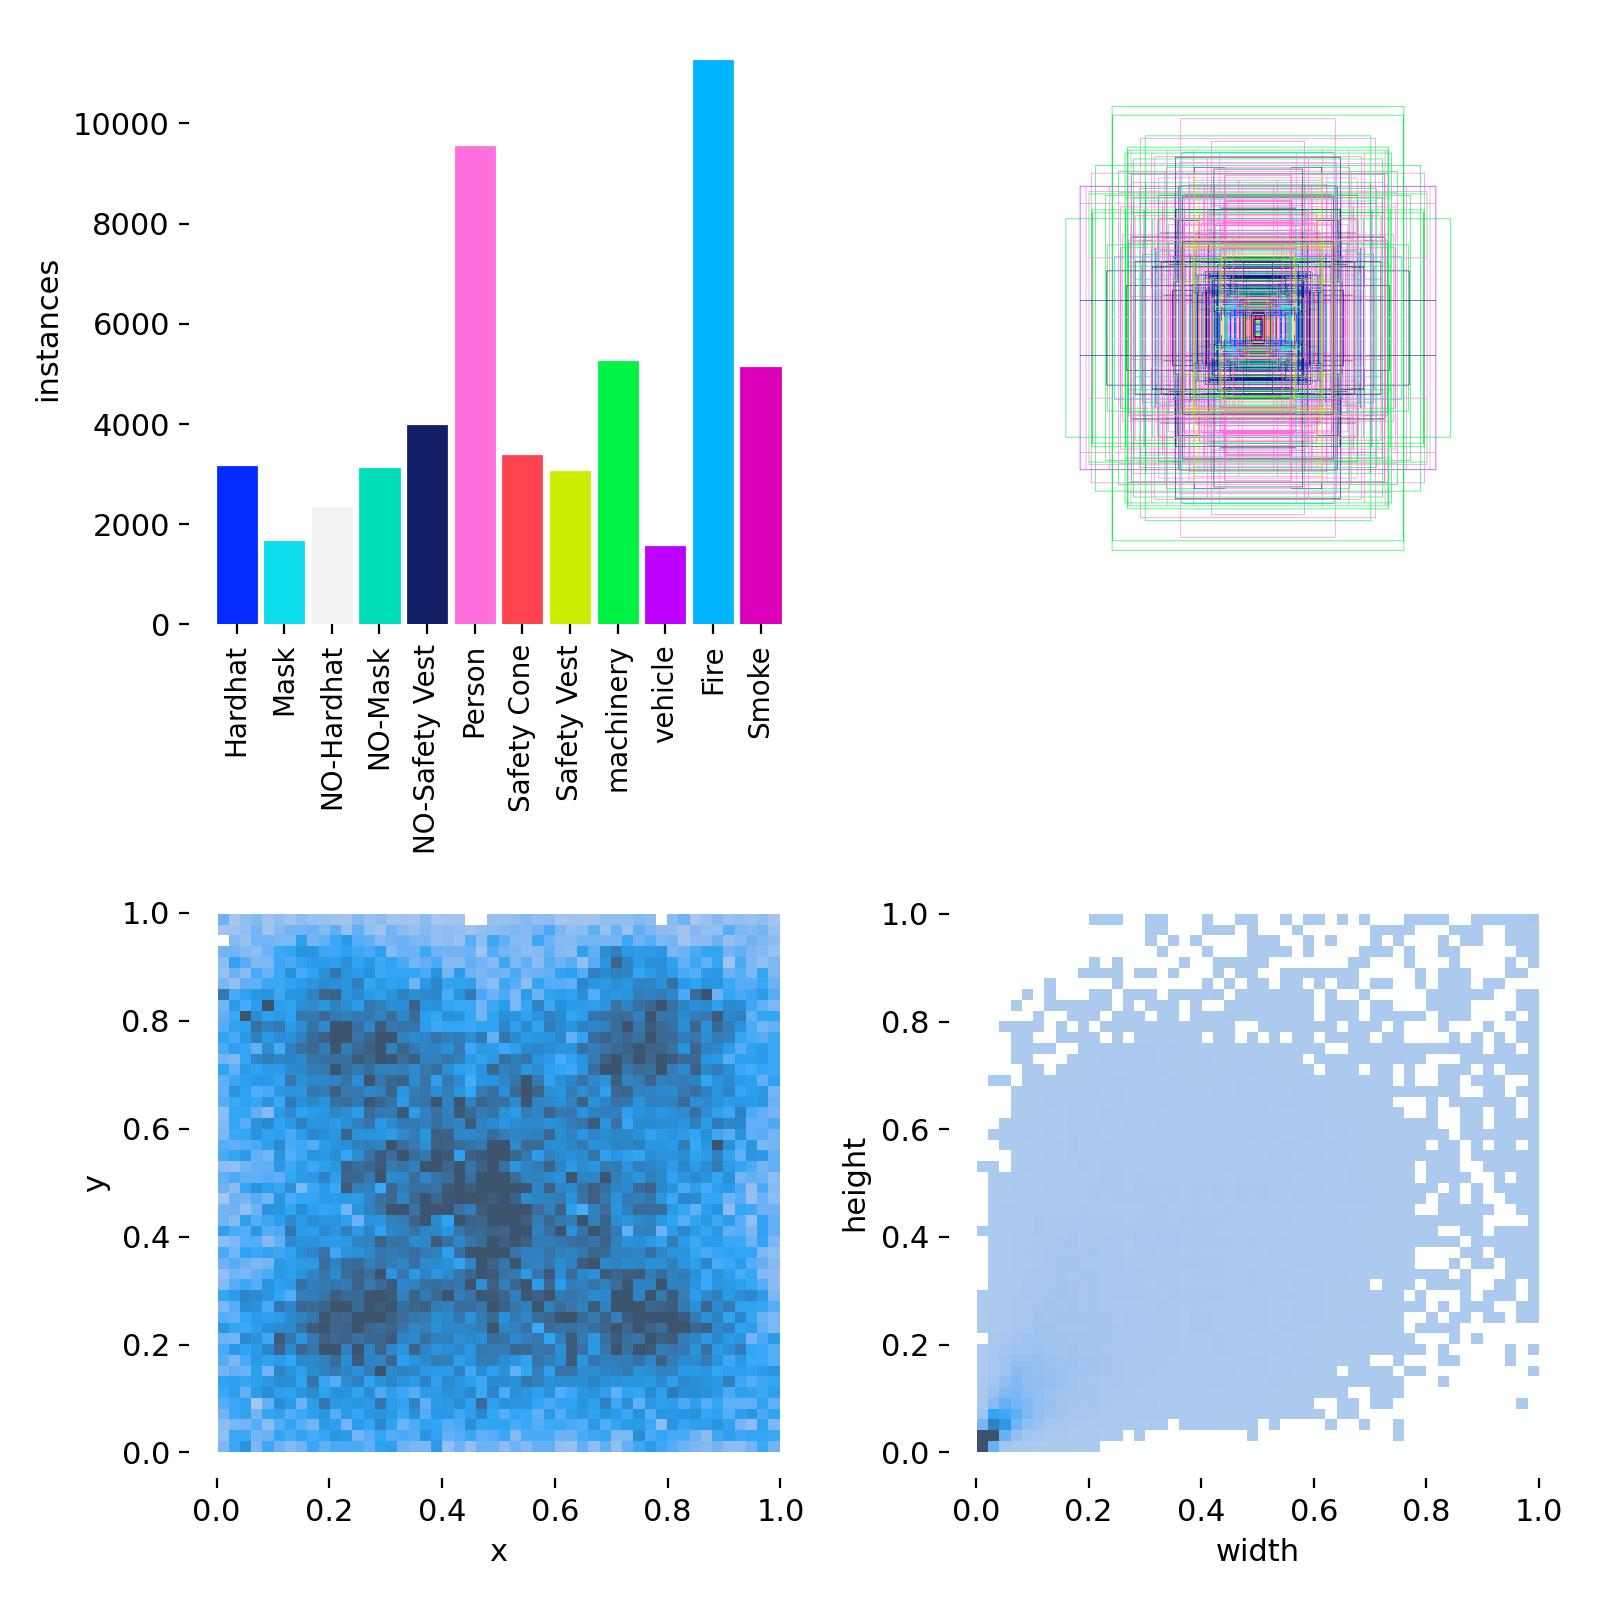 10000
8000
6000
4000
2000
0
instances
Hardhat
Mask
NO-Hardhat
NO-Mask
NO-Safety Vest
Person
Safety Cone
Safety Vest
machinery
vehicle
Fire
Smoke
1.0
0.8
0.6
0.4
0.2
0.0
y
0.0 0.2 0.4 0.6 0.8 1.0
x
1.0
0.8
0.6
0.4
0.2
0.0
height
0.0 0.2 0.4 0.6 0.8 1.0
width